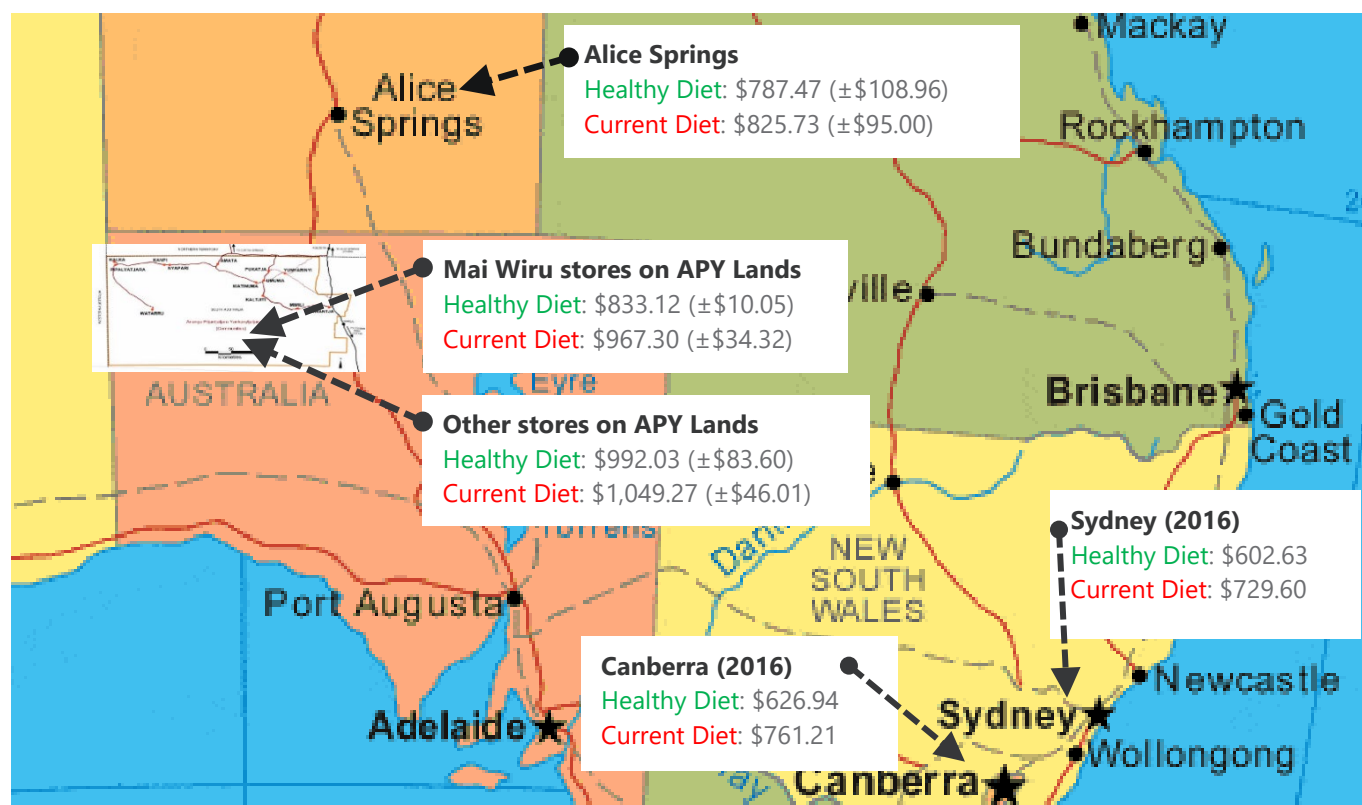 Mackay
Alice Springs
Healthy Diet: $787.47 (±$108.96)
Current Diet: $825.73 (±$95.00)
Alice
Springs
Rockhampton
2
Bundaberg
Mai Wiru stores on APY Lands
Healthy Diet: $833.12 (±$10.05)
Current Diet: $967.30 (±$34.32)
ville
AUSTRALIA
Eyre
Brisbane
Gold
Coast
Other stores on APY Lands
Healthy Diet: $992.03 (±$83.60)
Current Diet: $1,049.27 (±$46.01)
Torrens
Sydney (2016)
Healthy Diet: $602.63
Current Diet: $729.60
NEW
SOUTH
WALES
Port Augusta
Canberra (2016)
Healthy Diet: $626.94
Current Diet: $761.21
Newcastle
Adelaide
Sydney
Wollongong
Canberra